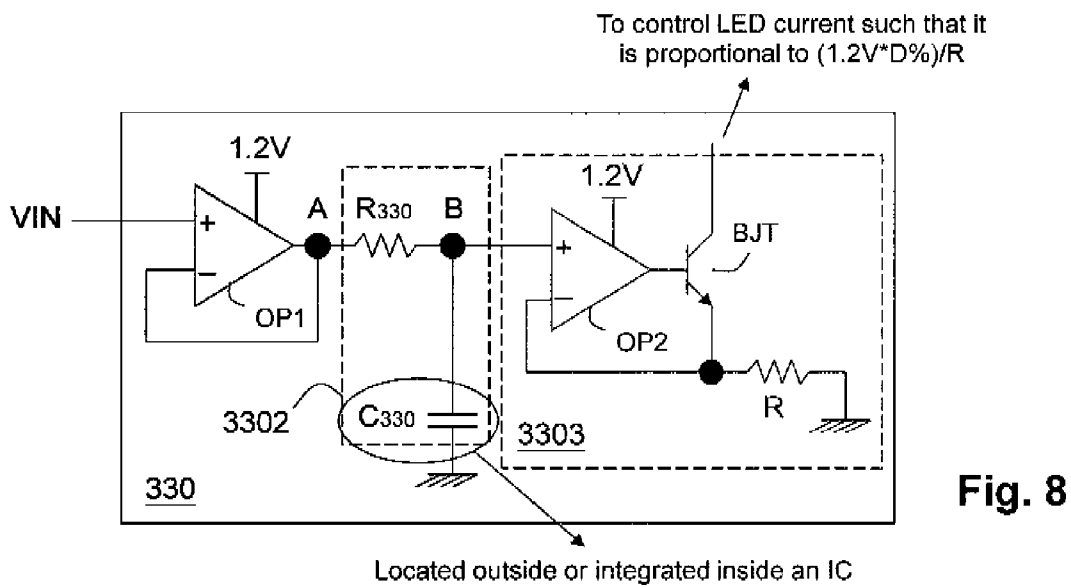 To control LED current such that it
is proportional to (1.2V*D%)/R
1.2V
1.2V
VIN
A
R330
B
BJT
+
−
+
−
OP1
OP2
3302
C330
R
3303
330
Fig. 8
Located outside or integrated inside an IC